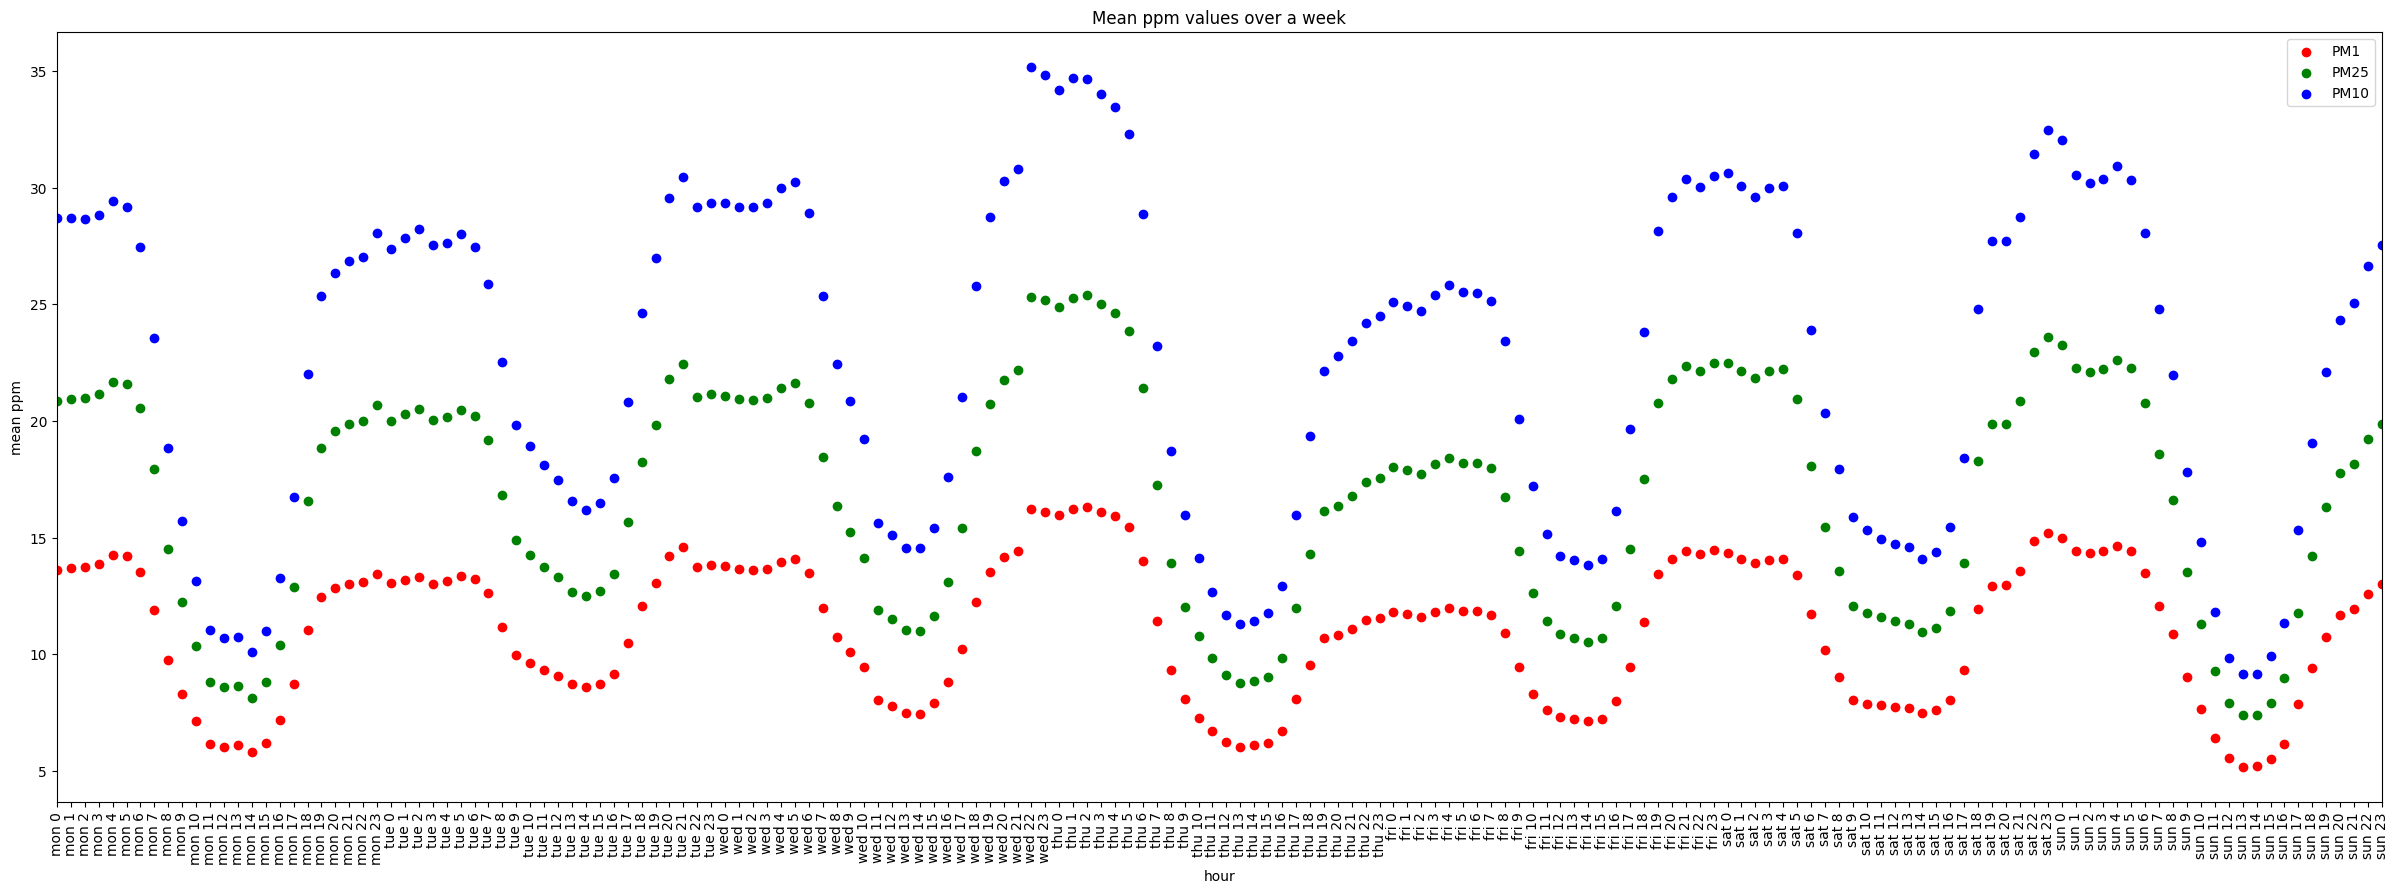 Mean ppm values over a week
PM1
PM25
PM10
35
30
25
20
15
10
5
mean ppm
mon 0
mon 1
mon 2
mon 3
mon 4
mon 5
mon 6
mon 7
mon 8
mon 9
mon 10
mon 11
mon 12
mon 13
mon 14
mon 15
mon 16
mon 17
mon 18
mon 19
mon 20
mon 21
mon 22
mon 23
tue 0
tue 1
tue 2
tue 3
tue 4
tue 5
tue 6
tue 7
tue 8
tue 9
tue 10
tue 11
tue 12
tue 13
tue 14
tue 15
tue 16
tue 17
tue 18
tue 19
tue 20
tue 21
tue 22
tue 23
wed 0
wed 1
wed 2
wed 3
wed 4
wed 5
wed 6
wed 7
wed 8
wed 9
wed 10
wed 11
wed 12
wed 13
wed 14
wed 15
wed 16
wed 17
wed 18
wed 19
wed 20
wed 21
wed 22
wed 23
thu 0
thu 1
thu 2
thu 3
thu 4
thu 5
thu 6
thu 7
thu 8
thu 9
thu 10
thu 11
thu 12
thu 13
thu 14
thu 15
thu 16
thu 17
thu 18
thu 19
thu 20
thu 21
thu 22
thu 23
fri 0
fri 1
fri 2
fri 3
fri 4
fri 5
fri 6
fri 7
fri 8
fri 9
fri 10
fri 11
fri 12
fri 13
fri 14
fri 15
fri 16
fri 17
fri 18
fri 19
fri 20
fri 21
fri 22
fri 23
sat 0
sat 1
sat 2
sat 3
sat 4
sat 5
sat 6
sat 7
sat 8
sat 9
sat 10
sat 11
sat 12
sat 13
sat 14
sat 15
sat 16
sat 17
sat 18
sat 19
sat 20
sat 21
sat 22
sat 23
sun 0
sun 1
sun 2
sun 3
sun 4
sun 5
sun 6
sun 7
sun 8
sun 9
sun 10
sun 11
sun 12
sun 13
sun 14
sun 15
sun 16
sun 17
sun 18
sun 19
sun 20
sun 21
sun 22
sun 23
hour